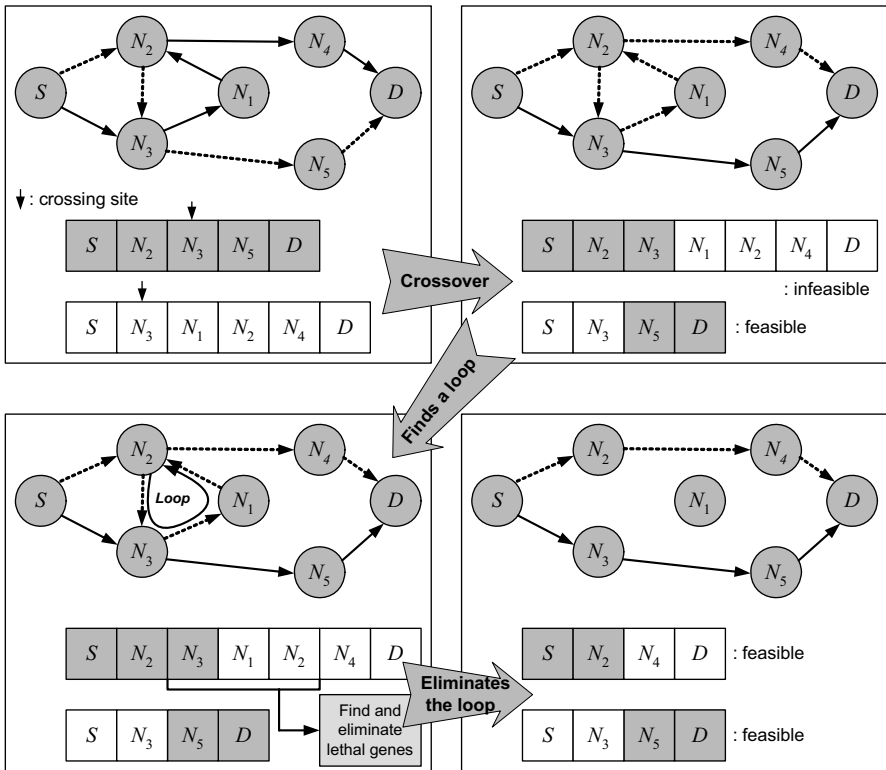 N₂ N₄
S N₁ D
N₃ N₅
: crossing site
S N₂ N₃ N₅ D
S N₃ N₁ N₂ N₄ D
Crossover
N₂ N₄
S N₁ D
N₃ N₅
S N₂ N₃ N₁ N₂ N₄ D
: infeasible
S N₃ N₅ D : feasible
Finds a loop
N₂ N₄
S Loop N₁ D
N₃ N₅
S N₂ N₃ N₁ N₂ N₄ D
S N₃ N₅ D
Find and
eliminate
lethal genes
Eliminates
the loop
N₂ N₄
S N₁ D
N₃ N₅
S N₂ N₄ D : feasible
S N₃ N₅ D : feasible